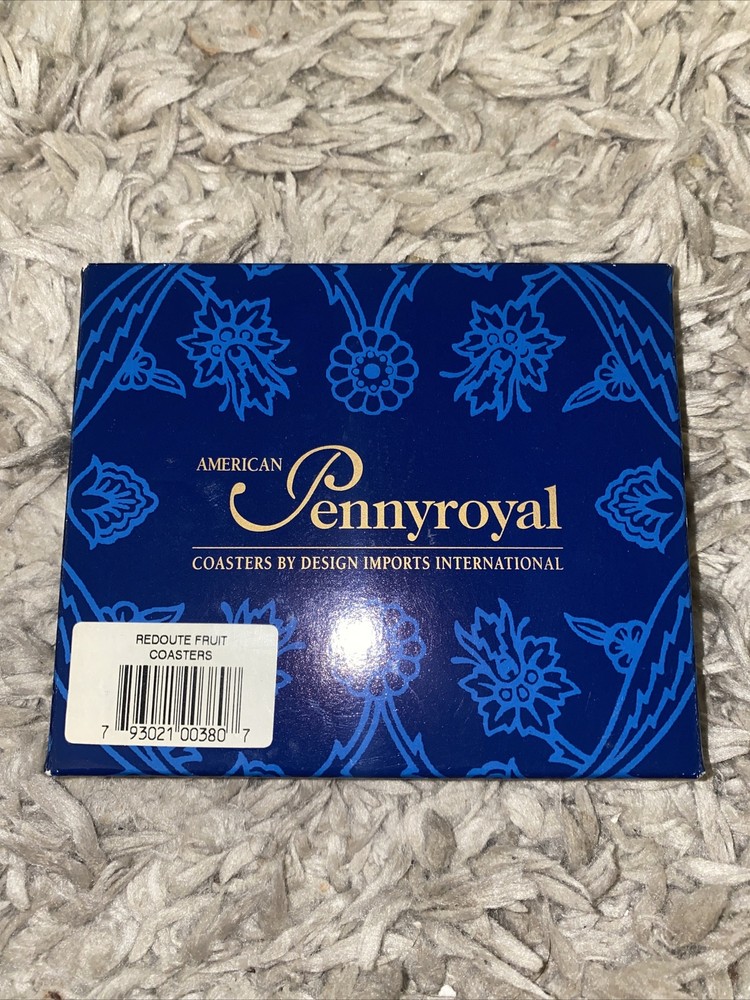 AMERICAN Pennyroyal
COASTERS BY DESIGN IMPORTS INTERNATIONAL
REDOUTE FRUIT
COASTERS
7 93021 00380 7